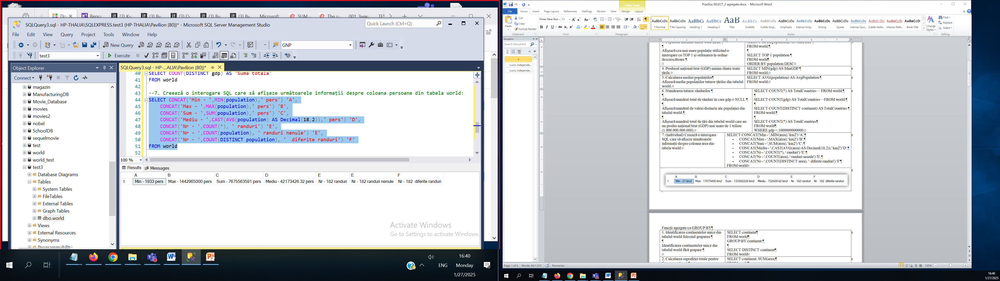 SQLQuery3.sql - HP-THALIA\SQLEXPRESS.test3 (HP-THALIA\Pavilion (80))* - Microsoft SQL Server Management Studio
Quick Launch (Ctrl+Q)
File Edit View Query Project Tools Window Help
New Query
GNP
test3
Execute
Object Explorer
Connect
magazin
ManufacturingDB
Movie_Database
movies
movies2
nobel
SchoolDB
sequelmovie
test
world
world_test
test3
Database Diagrams
Tables
System Tables
FileTables
External Tables
Graph Tables
dbo.world
Views
External Resources
Synonyms
Programmability
SQLQuery3.sql - HP-...ALIA\Pavilion (80))*
40 SELECT COUNT(DISTINCT gdp) AS 'Suma totala'
41 FROM world
42
43 --7. Creează o interogare SQL care să afișeze următoarele informații despre coloana persoane din tabela world:
44 SELECT CONCAT('Min - ',MIN(population),' pers') 'A',
45 CONCAT('Max - ',MAX(population),' pers') 'B',
46 CONCAT('Sum - ',SUM(population),' pers') 'C',
47 CONCAT('Mediu - ',CAST(AVG(population) AS Decimal(18,2)),' pers') 'D',
48 CONCAT('Nr - ',COUNT(*), ' randuri') 'E',
49 CONCAT('Nr - ',COUNT(population), ' randuri nenule') 'E',
50 CONCAT('Nr - ',COUNT(DISTINCT population), '  diferite randuri') 'F'
51 FROM world
52
100 %
Results Messages
A B C D E E F
1 Min - 1933 pers Max - 1442965000 pers Sum - 7675563591 pers Mediu - 42173426.32 pers Nr - 182 randuri Nr - 182 randuri nenule Nr - 182  diferite randuri
Activate Windows
Go to Settings to activate Windows.
ENG
16:40
Monday
1/27/2025
Practica SELECT_2 agregate.docx - Microsoft Word
Table Tools
File Home Insert Page Layout References Mailings Review View Design Layout
Paste
Cut
Copy
Format Painter
Clipboard
Times New Ron 11
Font
Paragraph
¶ Normal ¶ No Spacing Heading 1 Heading 2 Title Subtitle Subtle Emp... Emphasis Intense Emp... Strong Quote Intense Quo... Subtle Refer... Intense Refe... Book Title
Styles
Change Styles
Find
Replace
Select
Editing
Navigation
Search Document
Lucru independe...
Lucru independe...
FROM world;¶
¶
Afișează cea mai mare populație utilizând o interogare cu TOP 1 și ordonarea în ordine descrescătoare.¶
SELECT TOP 1 population ¶
FROM world¶
ORDER BY population DESC¤
4. Produsul național brut (GDP) minim dintre toate țările.¤
SELECT MIN(gdp) AS MinGDP ¶
FROM world;¤
5. Calcularea mediei populațiilor¶
Afișează media populațiilor tuturor țărilor din tabelul world.¤
SELECT AVG(population) AS AvgPopulation ¶
FROM world;¤
6. Numărarea tuturor rândurilor ¶
¶
Afișează numărul total de rânduri în care gdp ≠ NULL ¶
¶
Afișează numărul de valori distincte ale populației din tabelul world.¶
¶
Afișează numărul total de țări din tabelul world care au un produs național brut (GDP) mai mare de 1 trilion (1.000.000.000.000).¤
SELECT COUNT(*) AS TotalCountries FROM world;¶
¶
SELECT COUNT(gdp) AS TotalCountries FROM world;¶
¶
SELECT COUNT(DISTINCT continent) AS TotalCountries ¶
FROM world;¶
¶
SELECT COUNT(*) AS TotalCountries¶
FROM world¶
WHERE gdp > 1000000000000;¤
7. (individual) Creează o interogare SQL care să afișeze următoarele informații despre coloana area din tabela world:¤
SELECT CONCAT('Min - ',MIN(area),' km2') 'A',¶
CONCAT('Max - ',MAX(area),' km2') 'B',¶
CONCAT('Sum - ',SUM(area),' km2') 'C',¶
CONCAT('Mediu - ',CAST(AVG(area) AS Decimal(18,2)),' km2') 'D',¶
CONCAT('Nr - ',COUNT(*), ' randuri') 'E',¶
CONCAT('Nr - ',COUNT(area), ' randuri nenule') 'E',¶
CONCAT('Nr - ',COUNT(DISTINCT area), '  diferite randuri') 'F'¶
FROM world¤
A B C D E F
1 Min - 21 km2 Max - 17075400 km2 Sum - 133302228 km2 Mediu - 732429.82 km2 Nr - 182 randuri Nr - 182  diferite randuri
Funcții agregate cu GROUP BY¶
1. Identificarea continentelor unice din tabelul world folosind gruparea:¶
¶
Identificarea continentelor unice din tabelul world fără grupare:¶
¤
SELECT continent¶
FROM world¶
GROUP BY continent;¶
¶
SELECT DISTINCT continent¶
FROM world¤
2. Calcularea suprafeței totale pentru
SELECT continent, SUM(area)¶
Page: 1 of 6 Words: 46/1,557 Romanian
100%
16:40
1/27/2025